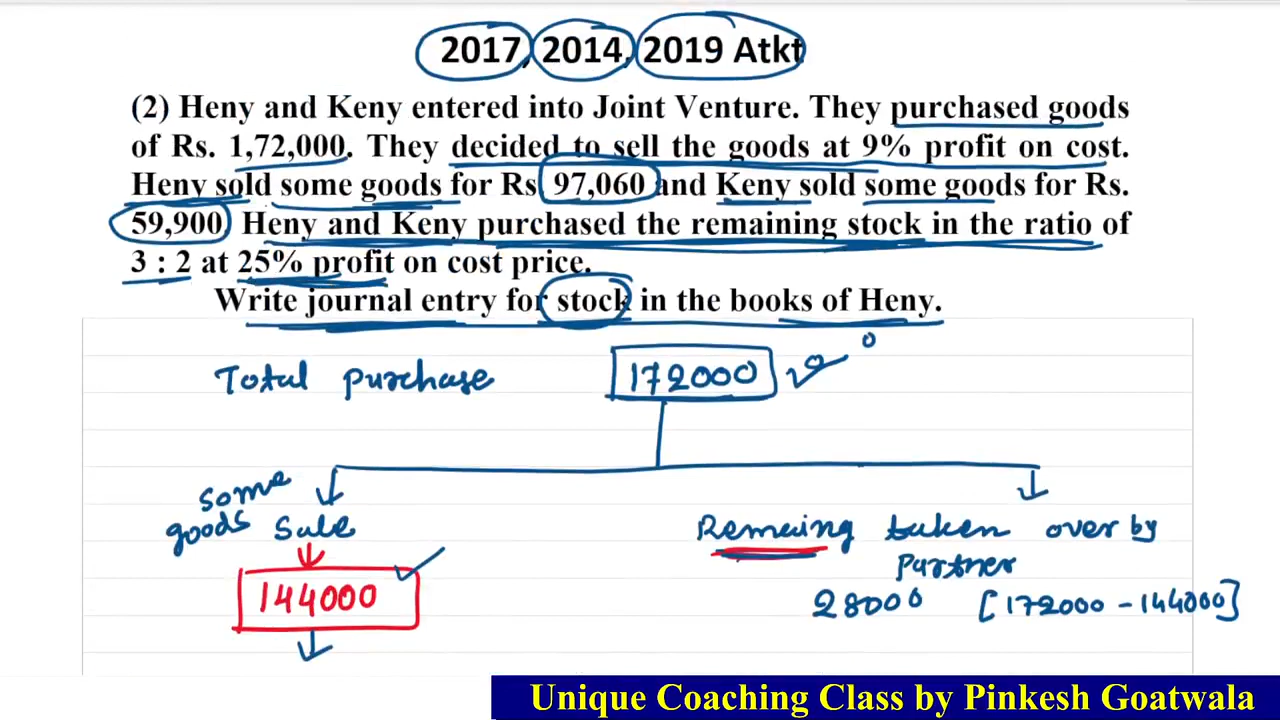 2017, 2014, 2019 Atkt
(2) Heny and Keny entered into Joint Venture. They purchased goods
of Rs. 1,72,000. They decided to sell the goods at 9% profit on cost.
Heny sold some goods for Rs 97,060 and Keny sold some goods for Rs.
59,900 Heny and Keny purchased the remaining stock in the ratio of
3 : 2 at 25% profit on cost price.
Write journal entry for stock in the books of Heny.
Total purchase 172000
some
goods Sale
Remaing taken over by
Partner
144000
28000 [172000 - 144000]
Unique Coaching Class by Pinkesh Goatwala